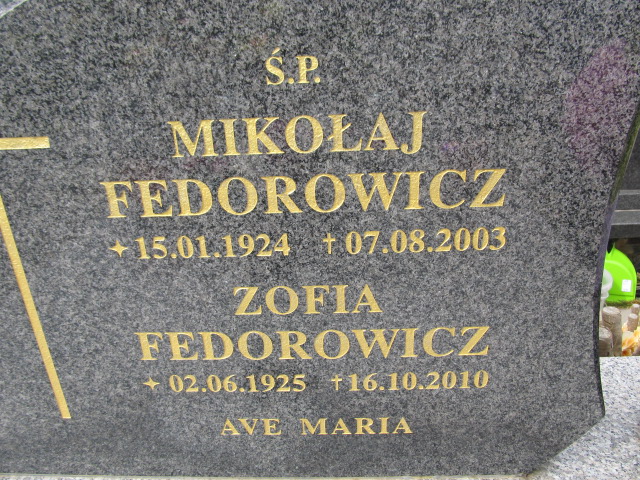 Ś.P.
MIKOŁAJ
FEDOROWICZ
✦ 15.01.1924 † 07.08.2003
ZOFIA
FEDOROWICZ
✦ 02.06.1925 † 16.10.2010
AVE MARIA